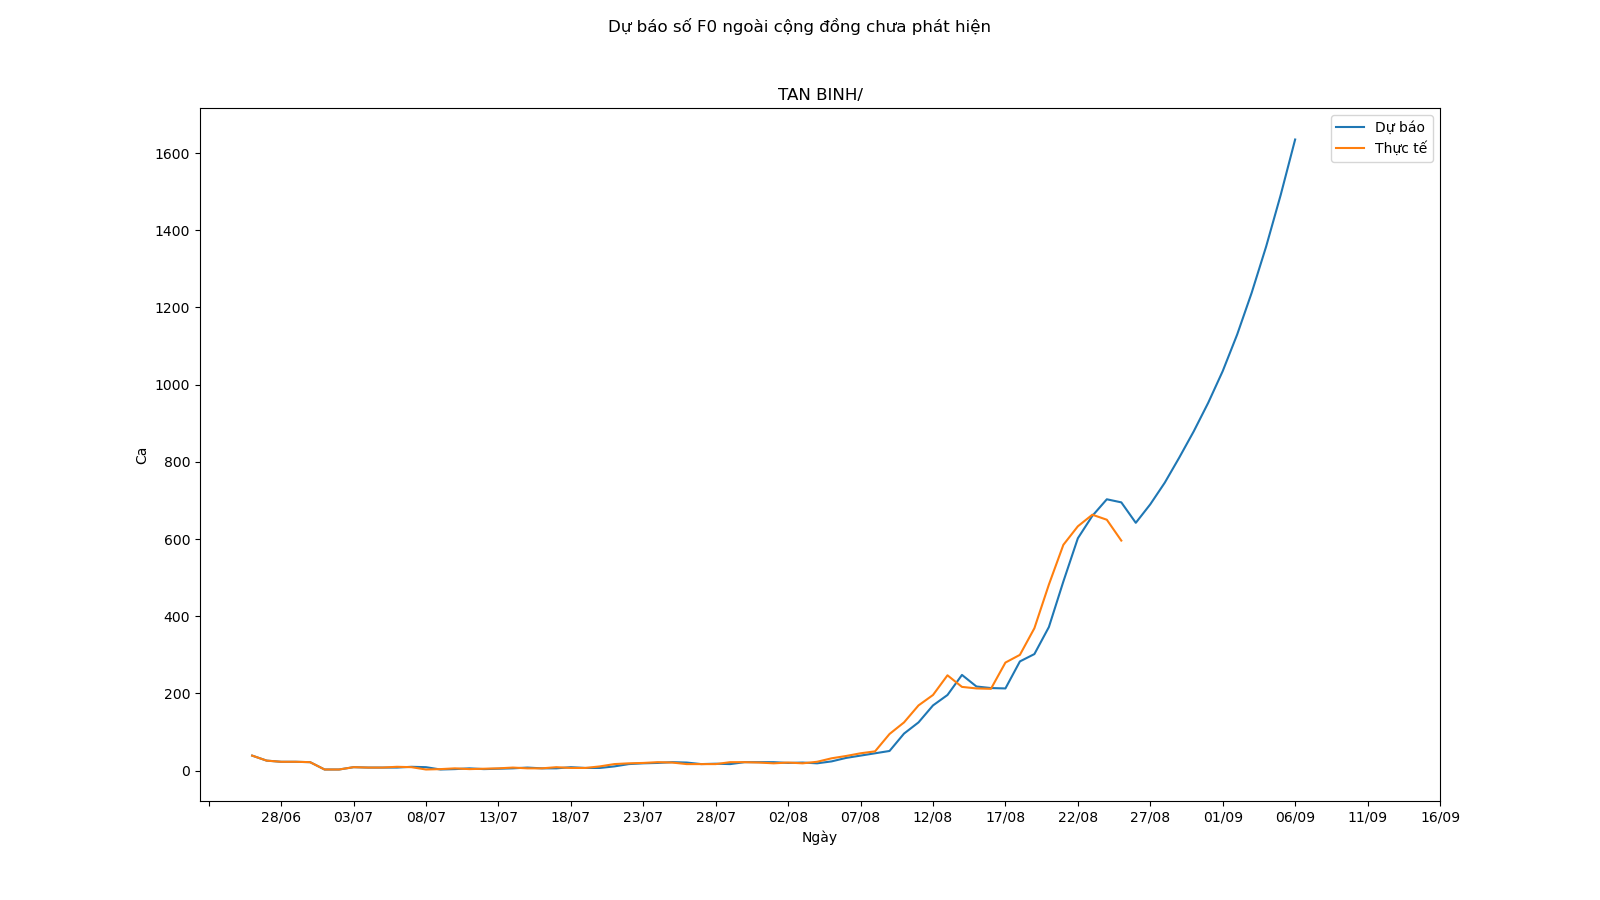 Dự báo số F0 ngoài cộng đồng chưa phát hiện
TAN BINH/
Dự báo
Thực tế
1600
1400
1200
1000
800
600
400
200
0
Ca
28/06 03/07 08/07 13/07 18/07 23/07 28/07 02/08 07/08 12/08 17/08 22/08 27/08 01/09 06/09 11/09 16/09
Ngày